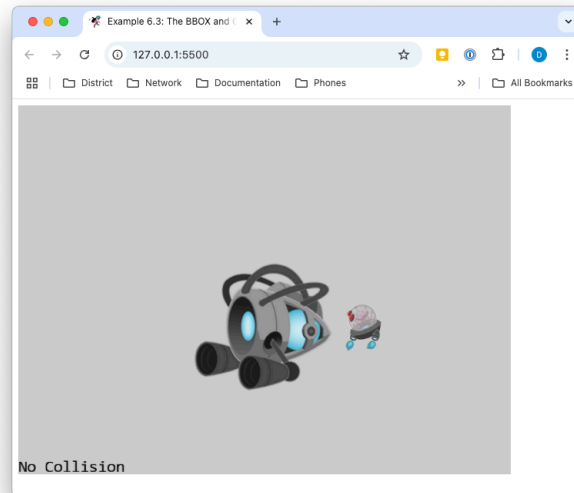 Example 6.3: The BBOX and
127.0.0.1:5500
D
District
Network
Documentation
Phones
All Bookmarks
No Collision